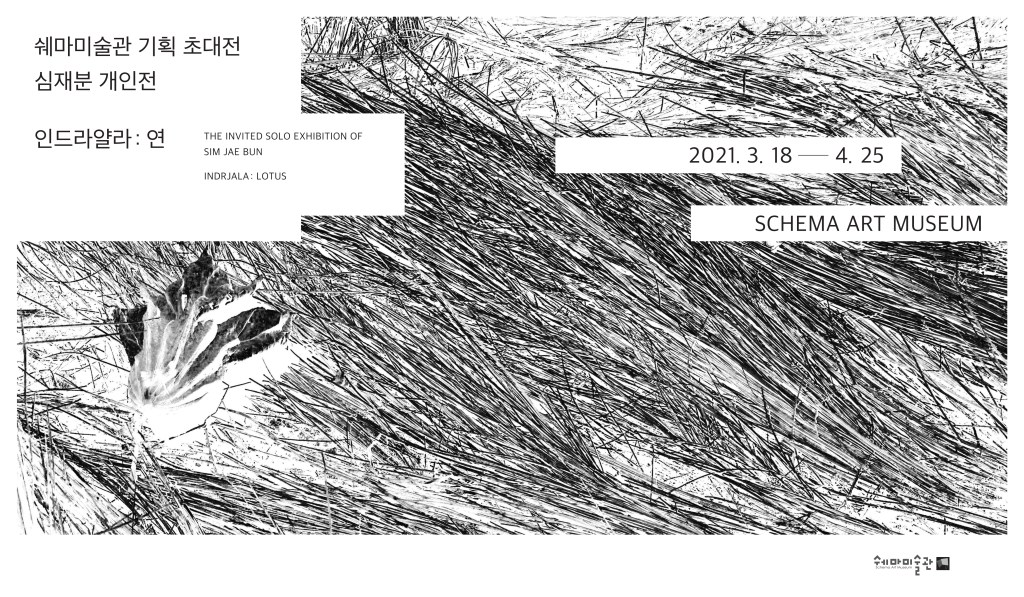 쉐마미술관 기획 초대전
심재분 개인전
인드라얄라 : 연
THE INVITED SOLO EXHIBITION OF
SIM JAE BUN
INDRJALA : LOTUS
2021. 3. 18 — 4. 25
SCHEMA ART MUSEUM
쉐마미술관